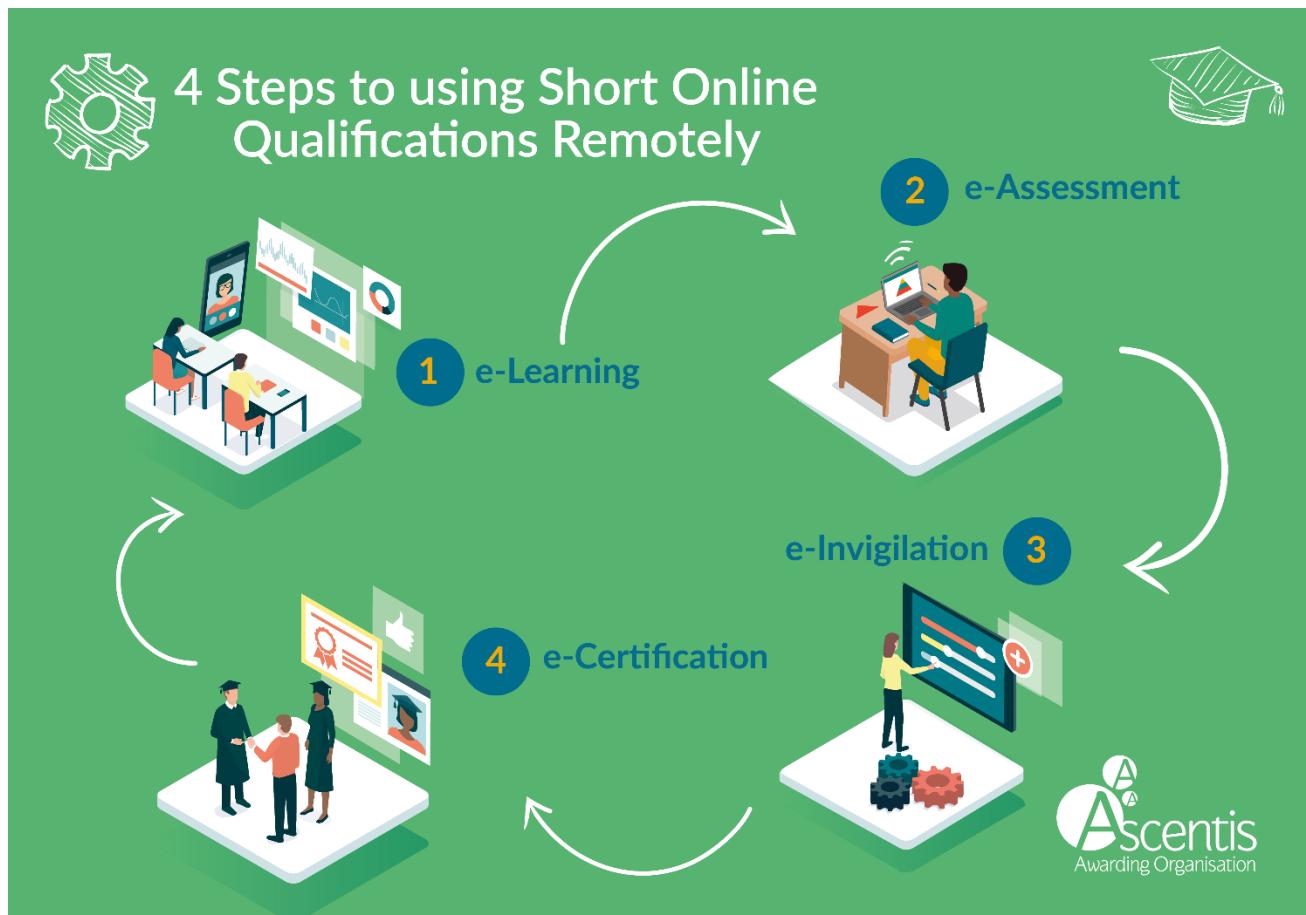 4 Steps to using Short Online
Qualifications Remotely
1 e-Learning
2 e-Assessment
e-Invigilation 3
4 e-Certification
A
A
Ascentis
Awarding Organisation